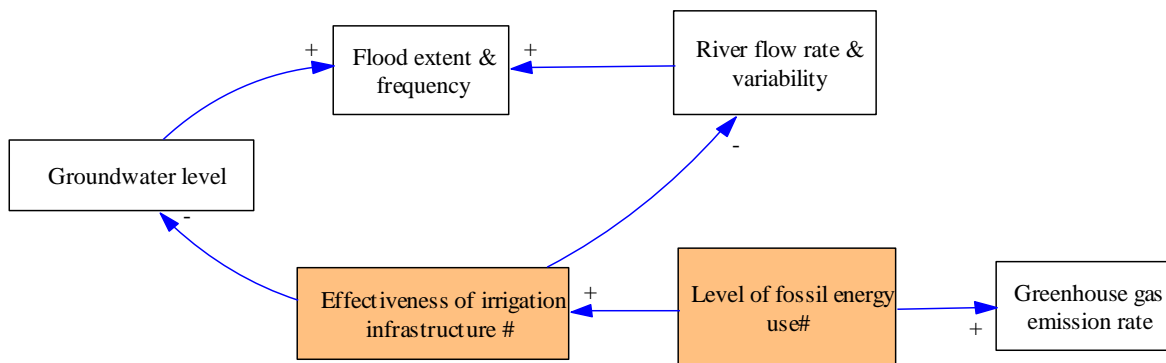 +
Flood extent &
frequency
+
River flow rate &
variability
Groundwater level
-
-
Effectiveness of irrigation
infrastructure #
+
Level of fossil energy
use#
+
Greenhouse gas
emission rate